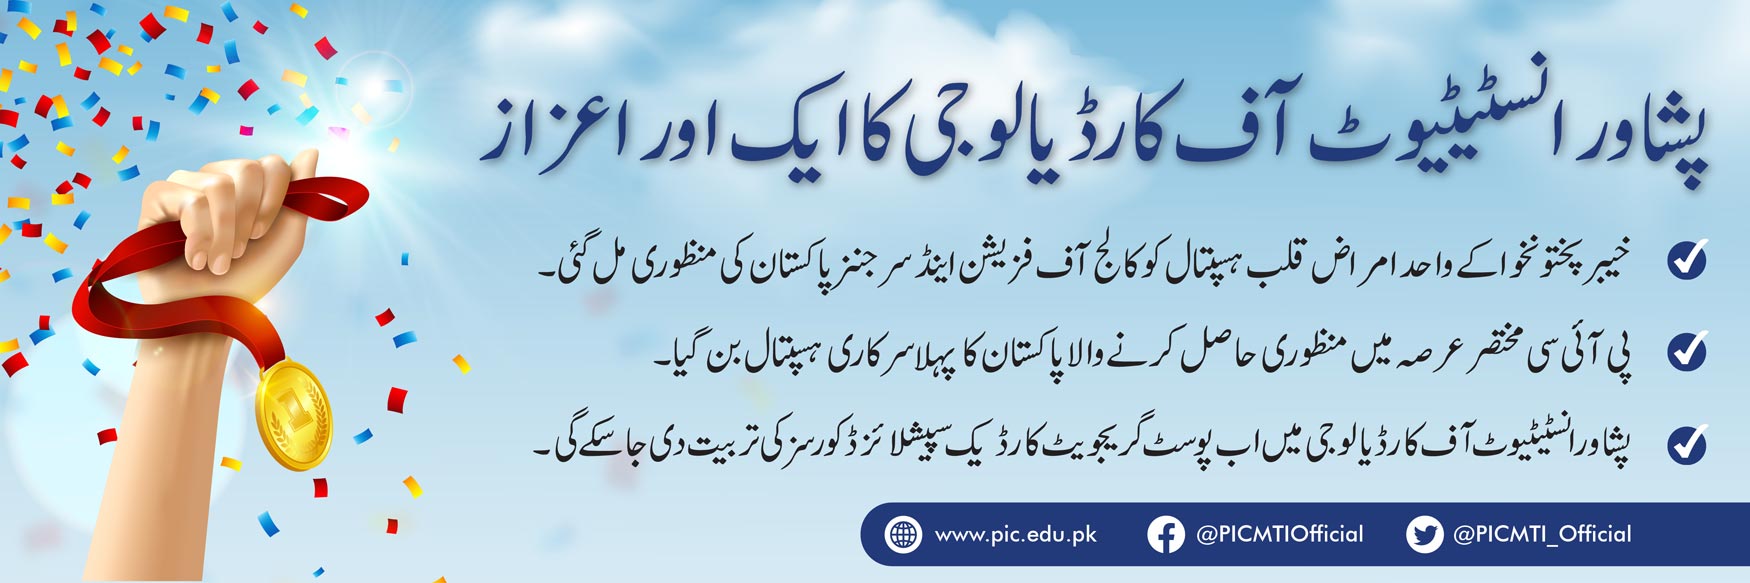 پشاور انسٹیٹیوٹ آف کارڈیالوجی کا ایک اور اعزاز
خیبر پختونخوا کے واحد امراض قلب ہسپتال کو کالج آف فزیشن اینڈ سرجنز پاکستان کی منظوری مل گئی۔
پی آئی سی مختصر عرصہ میں منظوری حاصل کرنے والا پاکستان کا پہلا سرکاری ہسپتال بن گیا۔
پشاور انسٹیٹیوٹ آف کارڈیالوجی میں اب پوسٹ گریجویٹ کارڈیک سپیشلائزڈ کورسز کی تربیت دی جا سکے گی۔
www.pic.edu.pk @PICMTIOfficial @PICMTI_Official